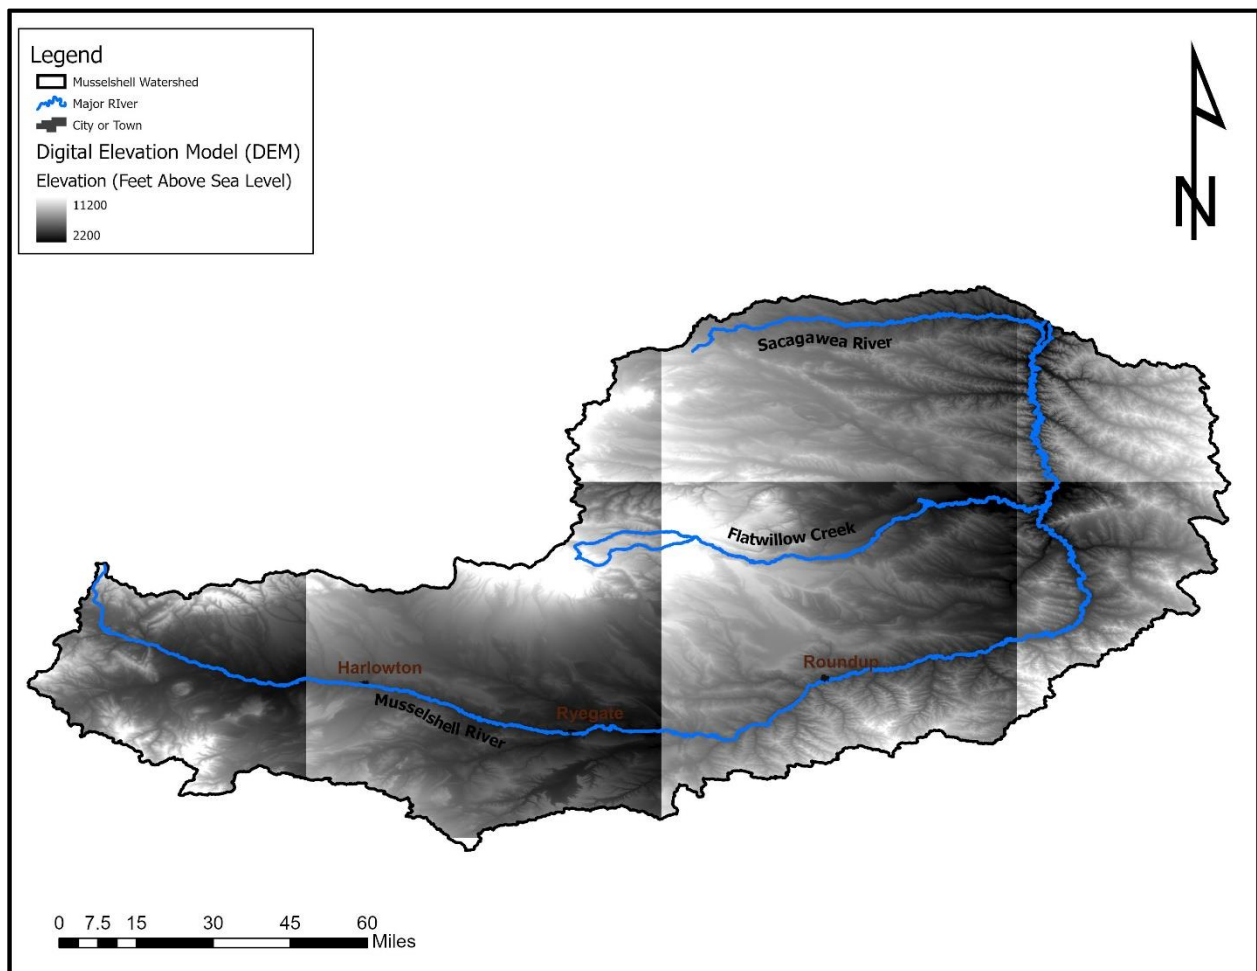 Legend
Musselshell Watershed
Major RIver
City or Town
Digital Elevation Model (DEM)
Elevation (Feet Above Sea Level)
11200
2200
N
Sacagawea River
Flatwillow Creek
Harlowton
Roundup
Musselshell River
Ryegate
0 7.5 15 30 45 60
Miles